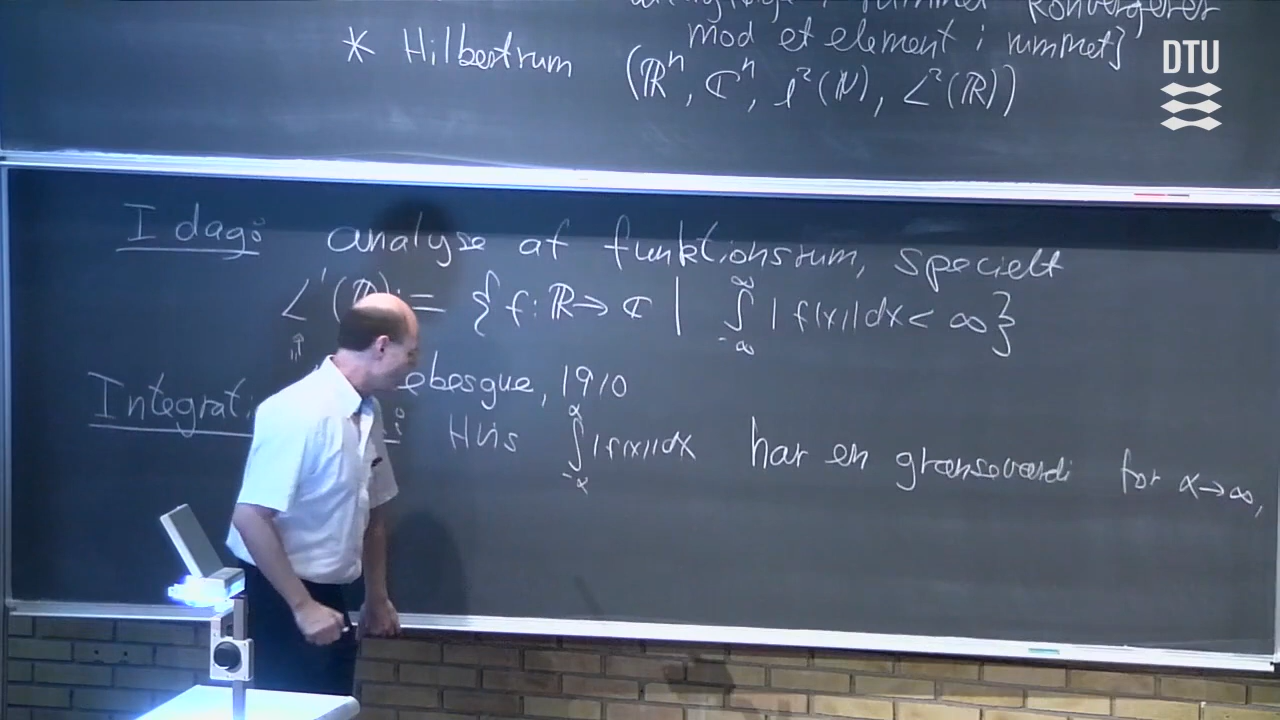 konvergerer
mod et element i rummet}
* Hilbertrum (ℝⁿ, ℂⁿ, ℓ²(ℕ), L²(ℝ))
DTU
I dag: analyse af funktionsrum, specielt
L¹(ℝ) := {f: ℝ → ℂ | ∫_{-∞}^{∞} |f(x)| dx < ∞}
ebesgue, 1910
: Hvis ∫_{-α}^{α} |f(x)| dx har en grænseværdi for α → ∞,